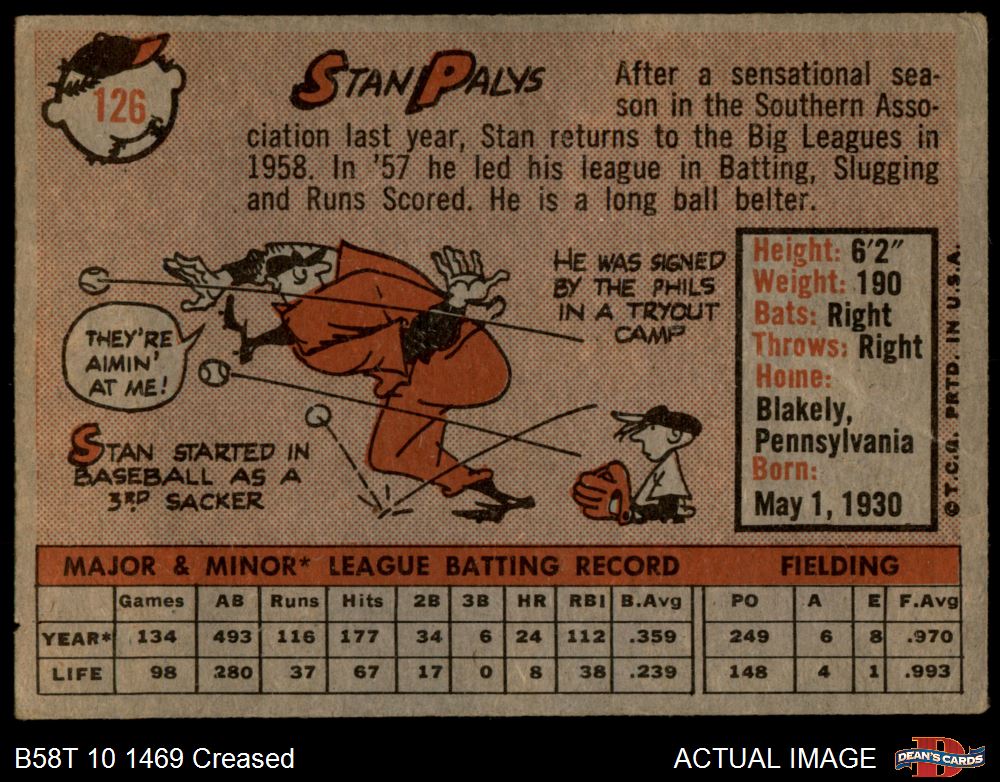 126
STAN PALYS
After a sensational sea-
son in the Southern Asso-
ciation last year, Stan returns to the Big Leagues in
1958. In '57 he led his league in Batting, Slugging
and Runs Scored. He is a long ball belter.
HE WAS SIGNED
BY THE PHILS
IN A TRYOUT
CAMP
THEY'RE
AIMIN'
AT ME!
STAN STARTED IN
BASEBALL AS A
3RD SACKER
Height: 6'2"
Weight: 190
Bats: Right
Throws: Right
Home:
Blakely,
Pennsylvania
Born:
May 1, 1930
©T.C.G. PRTD. IN U.S.A.
MAJOR & MINOR* LEAGUE BATTING RECORD FIELDING
Games AB Runs Hits 2B 3B HR RBI B.Avg PO A E F.Avg
YEAR* 134 493 116 177 34 6 24 112 .359 249 6 8 .970
LIFE 98 280 37 67 17 0 8 38 .239 148 4 1 .993
B58T 10 1469 Creased ACTUAL IMAGE D DEAN'S CARDS